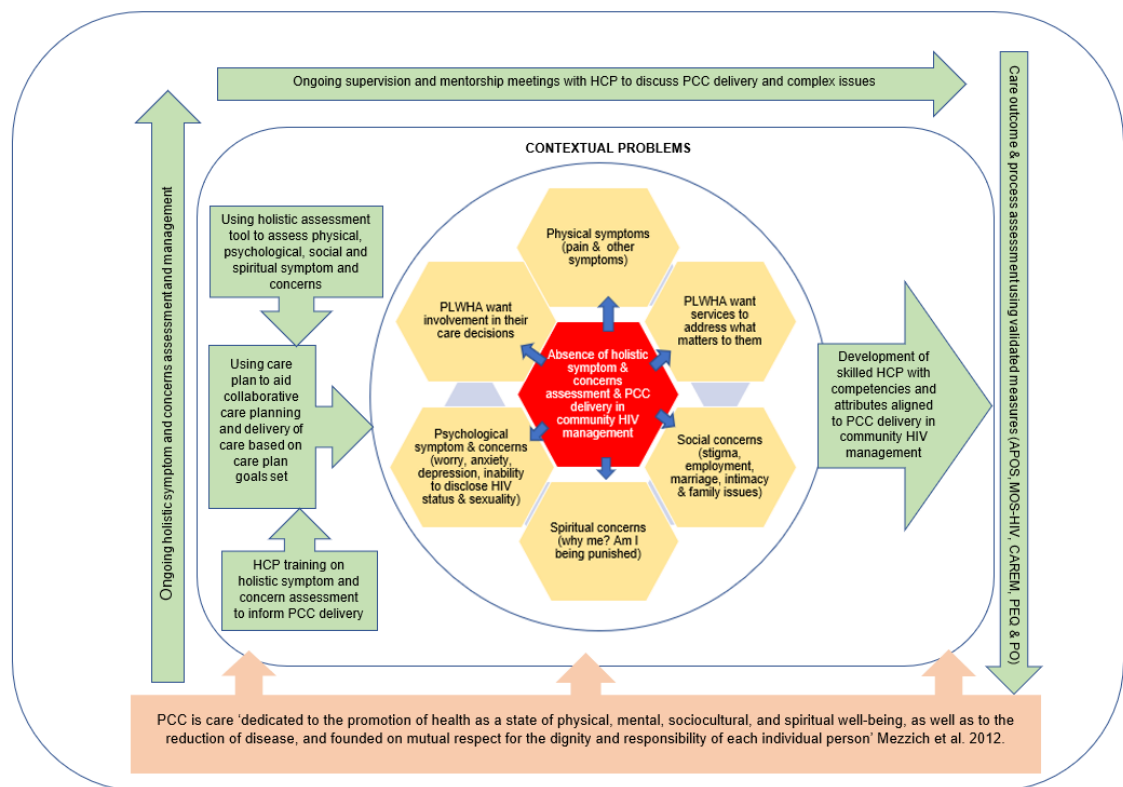 Ongoing supervision and mentorship meetings with HCP to discuss PCC delivery and complex issues
Care outcome & process assessment using validated measures (APOS, MOS-HIV, CAREM, PEQ & PO)
Ongoing holistic symptom and concerns assessment and management
CONTEXTUAL PROBLEMS
Using holistic assessment
tool to assess physical,
psychological, social and
spiritual symptom and
concerns
Using care
plan to aid
collaborative
care planning
and delivery of
care based on
care plan
goals set
HCP training on
holistic symptom and
concern assessment
to inform PCC delivery
Physical symptoms
(pain & other
symptoms)
PLWHA want
involvement in their
care decisions
PLWHA want
services to
address what
matters to them
Absence of holistic
symptom &
concerns
assessment & PCC
delivery in
community HIV
management
Psychological
symptom & concerns
(worry, anxiety,
depression, inability
to disclose HIV
status & sexuality)
Social concerns
(stigma,
employment,
marriage, intimacy
& family issues)
Spiritual concerns
(why me? Am I
being punished)
Development of
skilled HCP with
competencies and
attributes aligned
to PCC delivery in
community HIV
management
PCC is care ‘dedicated to the promotion of health as a state of physical, mental, sociocultural, and spiritual well-being, as well as to the
reduction of disease, and founded on mutual respect for the dignity and responsibility of each individual person’ Mezzich et al. 2012.